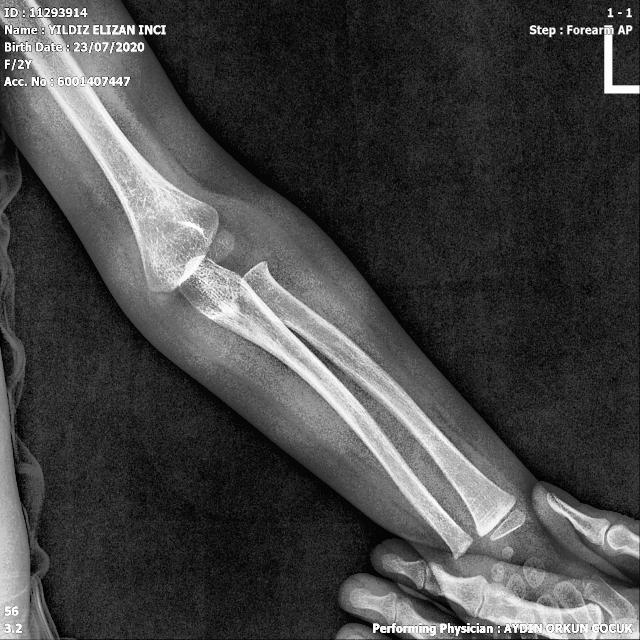 ID : 11293914
Name : YILDIZ ELIZAN INCI
Birth Date : 23/07/2020
F/2Y
Acc. No : 6001407447
1 - 1
Step : Forearm AP
L
56
3.2
Performing Physician : AYDIN ORKUN COCUK